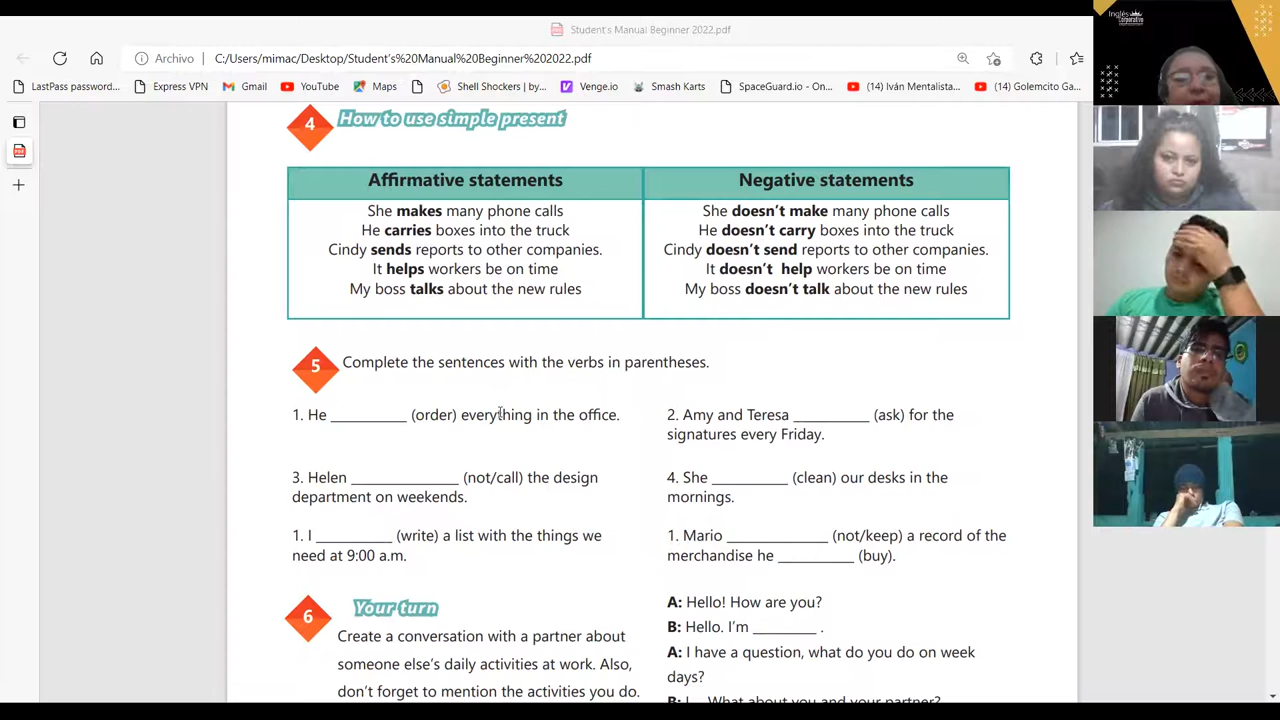 Student's Manual Beginner 2022.pdf
Archivo C:/Users/mimac/Desktop/Student's%20Manual%20Beginner%202022.pdf
LastPass password... Express VPN Gmail YouTube Maps Shell Shockers | by... Venge.io Smash Karts SpaceGuard.io - On... (14) Iván Mentalista... (14) Golemcito Ga...
Inglés
Corporativo
4 How to use simple present
Affirmative statements
She makes many phone calls
He carries boxes into the truck
Cindy sends reports to other companies.
It helps workers be on time
My boss talks about the new rules
Negative statements
She doesn't make many phone calls
He doesn't carry boxes into the truck
Cindy doesn't send reports to other companies.
It doesn't help workers be on time
My boss doesn't talk about the new rules
5 Complete the sentences with the verbs in parentheses.
1. He __________ (order) everything in the office.
2. Amy and Teresa __________ (ask) for the
signatures every Friday.
3. Helen ______________ (not/call) the design
department on weekends.
4. She __________ (clean) our desks in the
mornings.
1. I __________ (write) a list with the things we
need at 9:00 a.m.
1. Mario _____________ (not/keep) a record of the
merchandise he __________ (buy).
6 Your turn
Create a conversation with a partner about
someone else's daily activities at work. Also,
don't forget to mention the activities you do.
A: Hello! How are you?
B: Hello. I'm ________ .
A: I have a question, what do you do on week
days?
B: I... What about you and your partner?